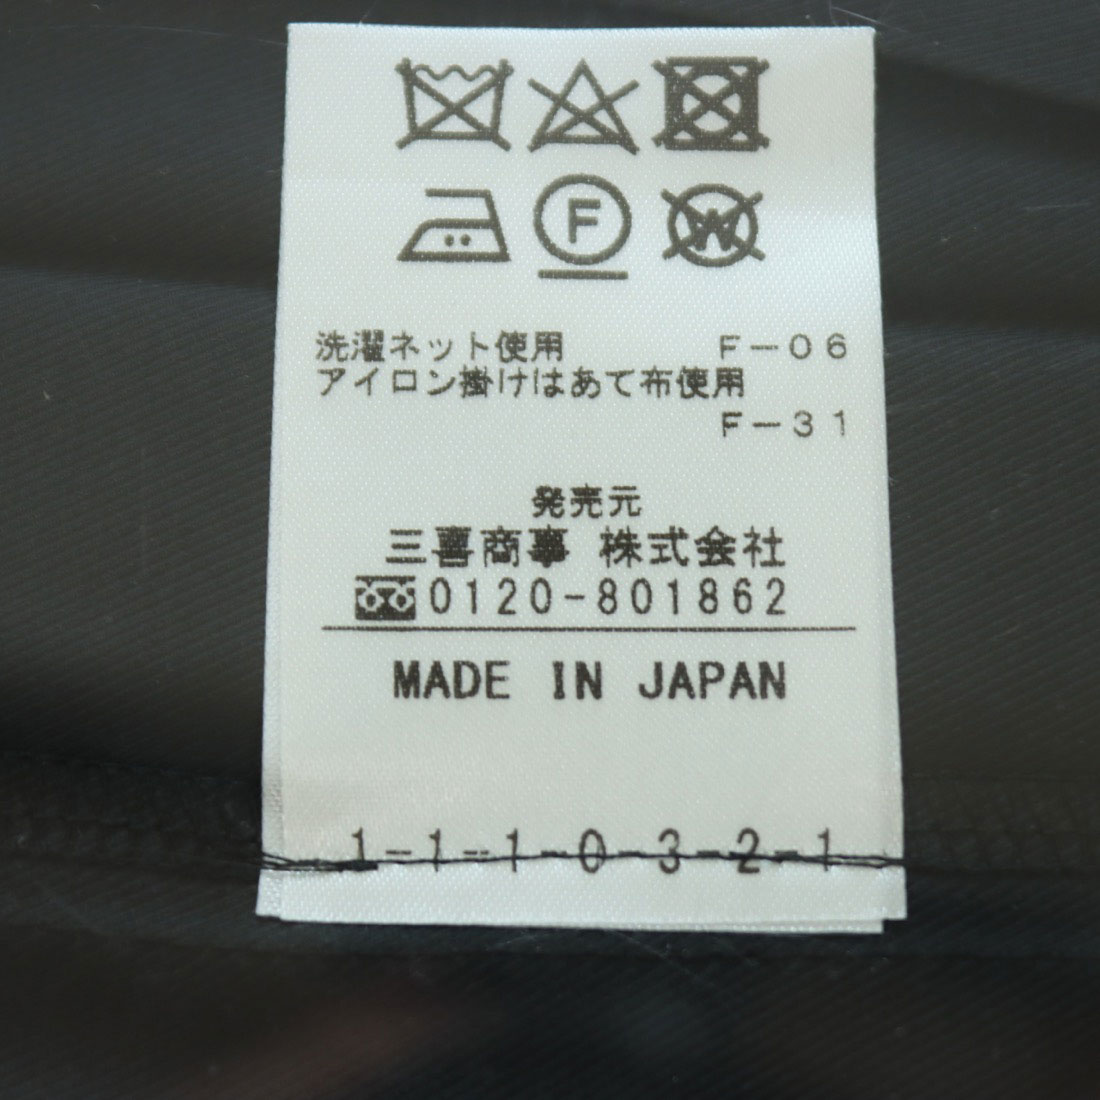 F
W
洗濯ネット使用 F-06
アイロン掛けはあて布使用
F-31
発売元
三喜商事 株式会社
0120-801862
MADE IN JAPAN
1-1-1-0-3-2-1